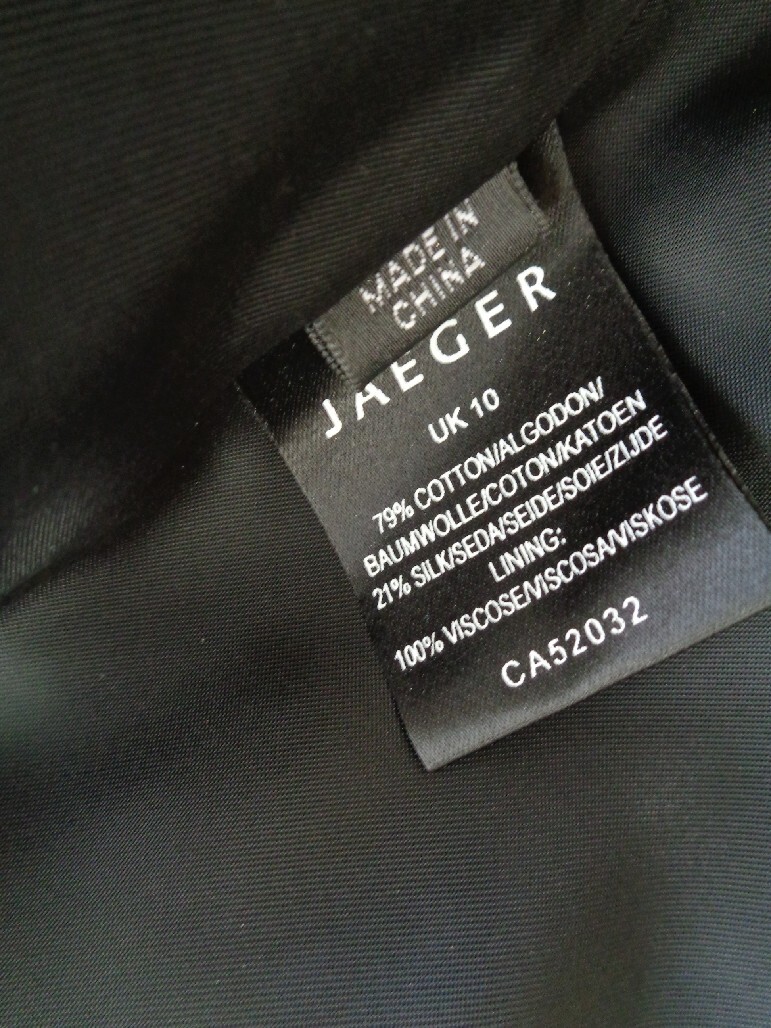 MADE IN
CHINA
JAEGER
UK 10
79% COTTON/ALGODON/
BAUMWOLLE/COTON/KATOEN
21% SILK/SEDA/SEIDE/SOIE/ZIJDE
LINING:
100% VISCOSE/VISCOSA/VISKOSE
CA52032